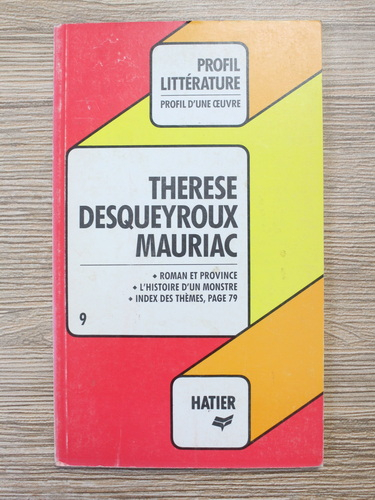 PROFIL
LITTÉRATURE
PROFIL D'UNE ŒUVRE
THERESE
DESQUEYROUX
MAURIAC
• ROMAN ET PROVINCE
• L'HISTOIRE D'UN MONSTRE
• INDEX DES THÈMES, PAGE 79
9
HATIER